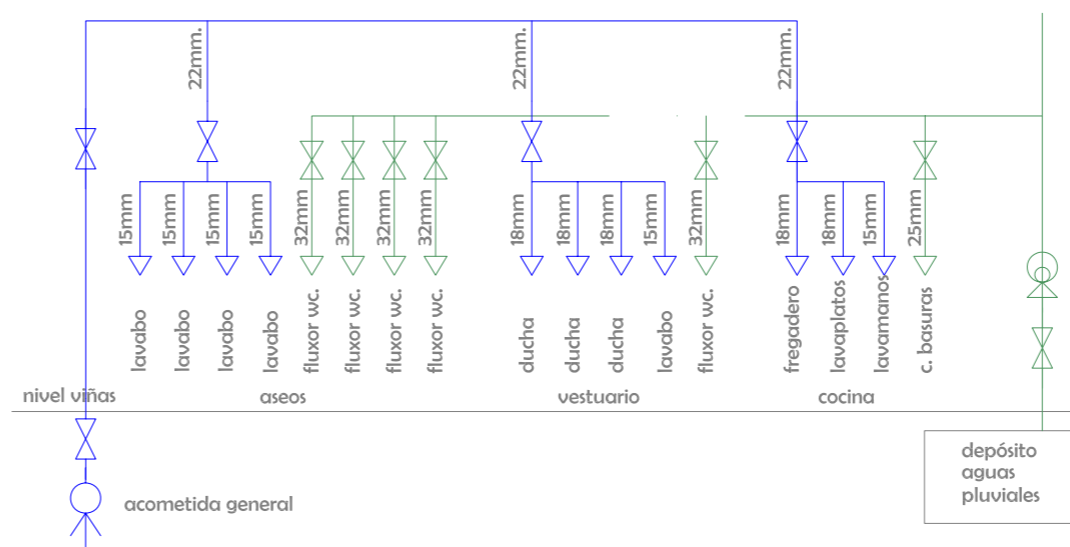 22mm.
22mm.
22mm.
15mm
15mm
15mm
15mm
32mm
32mm
32mm
32mm
18mm
18mm
18mm
15mm
32mm
18mm
18mm
15mm
25mm
lavabo
lavabo
lavabo
lavabo
fluxor wc.
fluxor wc.
fluxor wc.
fluxor wc.
ducha
ducha
ducha
lavabo
fluxor wc.
fregadero
lavaplatos
lavamanos
c. basuras
nivel viñas
aseos
vestuario
cocina
depósito
aguas
pluviales
acometida general